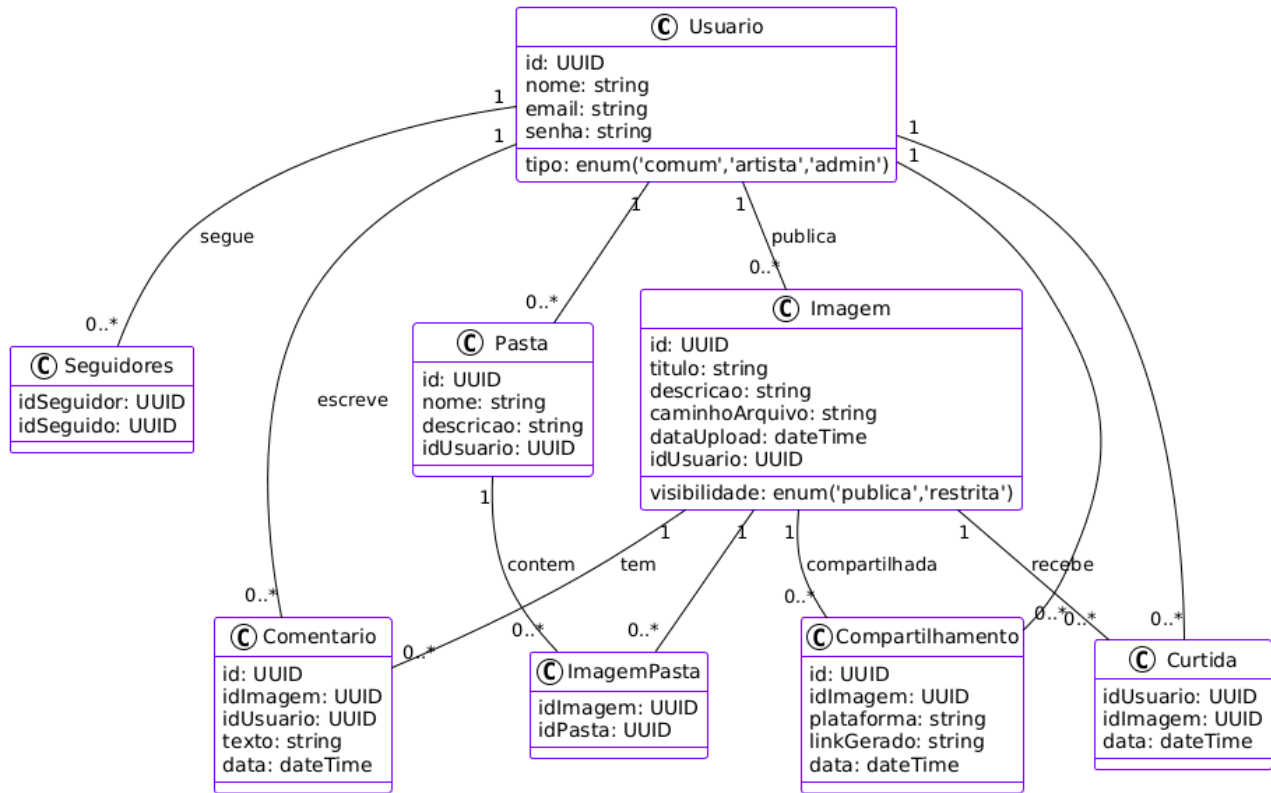 C Usuario
id: UUID
nome: string
email: string
senha: string
tipo: enum('comum','artista','admin')
1
1
1
1
1
1
segue
publica
0..*
0..*
0..*
C Seguidores
idSeguidor: UUID
idSeguido: UUID
C Pasta
id: UUID
nome: string
descricao: string
idUsuario: UUID
C Imagem
id: UUID
titulo: string
descricao: string
caminhoArquivo: string
dataUpload: dateTime
idUsuario: UUID
visibilidade: enum('publica','restrita')
escreve
1
1
1
1
1
contem
tem
compartilhada
recebe
0..*
0..*
0..*
0..*
0..*
0..*
0..*
0..*
C Comentario
id: UUID
idImagem: UUID
idUsuario: UUID
texto: string
data: dateTime
C ImagemPasta
idImagem: UUID
idPasta: UUID
C Compartilhamento
id: UUID
idImagem: UUID
plataforma: string
linkGerado: string
data: dateTime
C Curtida
idUsuario: UUID
idImagem: UUID
data: dateTime